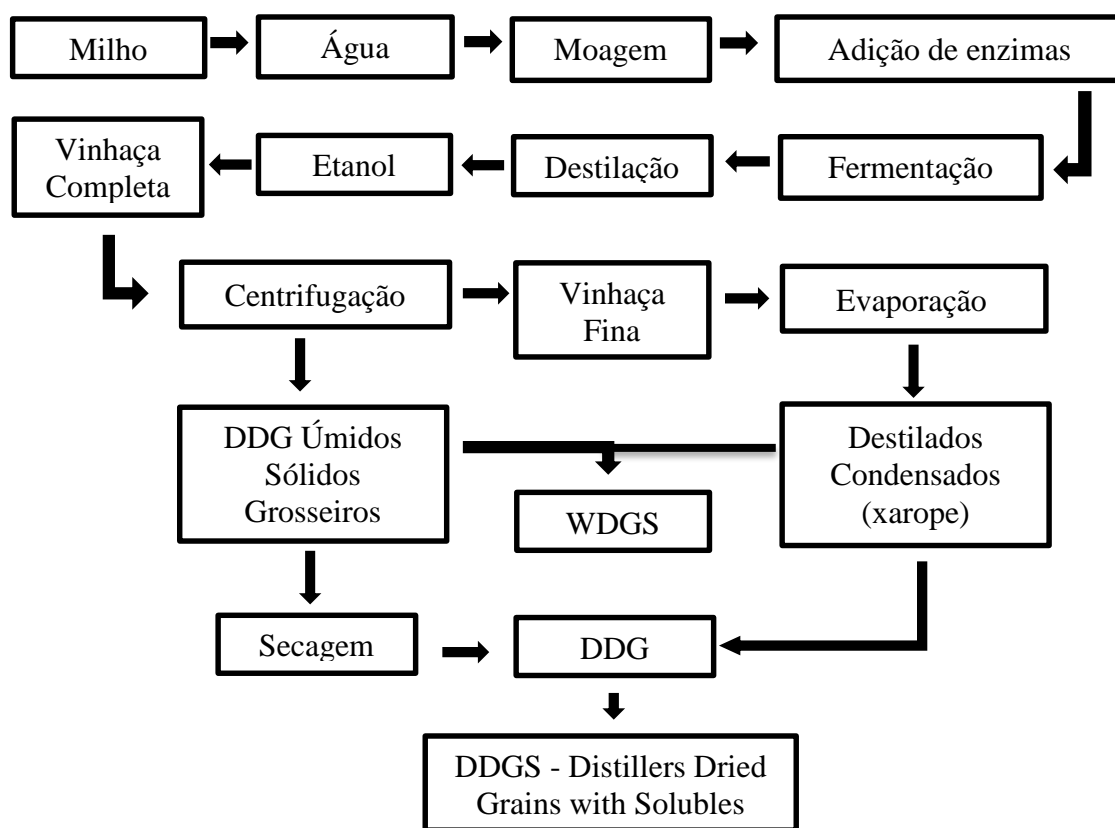 Milho
Água
Moagem
Adição de enzimas
Vinhaça
Completa
Etanol
Destilação
Fermentação
Centrifugação
Vinhaça
Fina
Evaporação
DDG Úmidos
Sólidos
Grosseiros
WDGS
Destilados
Condensados
(xarope)
Secagem
DDG
DDGS - Distillers Dried
Grains with Solubles